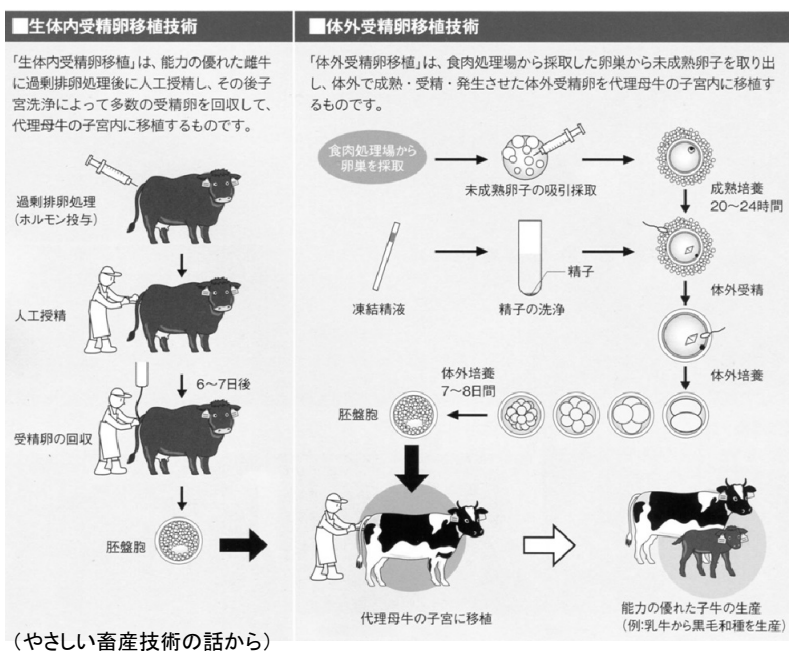 ■生体内受精卵移植技術
「生体内受精卵移植」は、能力の優れた雌牛
に過剰排卵処理後に人工授精し、その後子
宮洗浄によって多数の受精卵を回収して、
代理母牛の子宮内に移植するものです。
過剰排卵処理
(ホルモン投与)
人工授精
6〜7日後
受精卵の回収
胚盤胞
■体外受精卵移植技術
「体外受精卵移植」は、食肉処理場から採取した卵巣から未成熟卵子を取り出
し、体外で成熟・受精・発生させた体外受精卵を代理母牛の子宮内に移植す
るものです。
食肉処理場から
卵巣を採取
未成熟卵子の吸引採取
成熟培養
20〜24時間
凍結精液
精子
精子の洗浄
体外受精
体外培養
体外培養
7〜8日間
胚盤胞
代理母牛の子宮に移植
能力の優れた子牛の生産
(例:乳牛から黒毛和種を生産)
(やさしい畜産技術の話から)